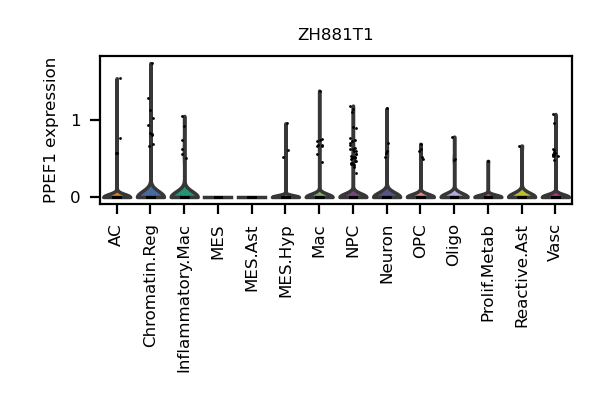 ZH881T1
PPEF1 expression
1
0
AC
Chromatin.Reg
Inflammatory.Mac
MES
MES.Ast
MES.Hyp
Mac
NPC
Neuron
OPC
Oligo
Prolif.Metab
Reactive.Ast
Vasc